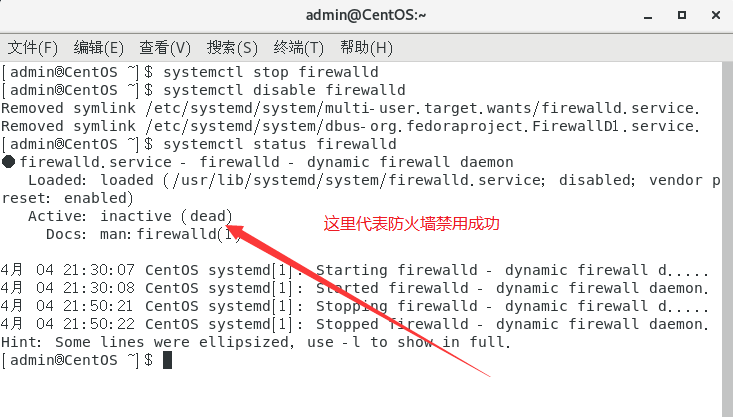 admin@CentOS:~
文件(F) 编辑(E) 查看(V) 搜索(S) 终端(T) 帮助(H)
[admin@CentOS ~]$ systemctl stop firewalld
[admin@CentOS ~]$ systemctl disable firewalld
Removed symlink /etc/systemd/system/multi-user.target.wants/firewalld.service.
Removed symlink /etc/systemd/system/dbus-org.fedoraproject.FirewallD1.service.
[admin@CentOS ~]$ systemctl status firewalld
● firewalld.service - firewalld - dynamic firewall daemon
Loaded: loaded (/usr/lib/systemd/system/firewalld.service; disabled; vendor p
reset: enabled)
Active: inactive (dead)
这里代表防火墙禁用成功
Docs: man:firewalld(1)
4月 04 21:30:07 CentOS systemd[1]: Starting firewalld - dynamic firewall d.....
4月 04 21:30:08 CentOS systemd[1]: Started firewalld - dynamic firewall daemon.
4月 04 21:50:21 CentOS systemd[1]: Stopping firewalld - dynamic firewall d.....
4月 04 21:50:22 CentOS systemd[1]: Stopped firewalld - dynamic firewall daemon.
Hint: Some lines were ellipsized, use -l to show in full.
[admin@CentOS ~]$